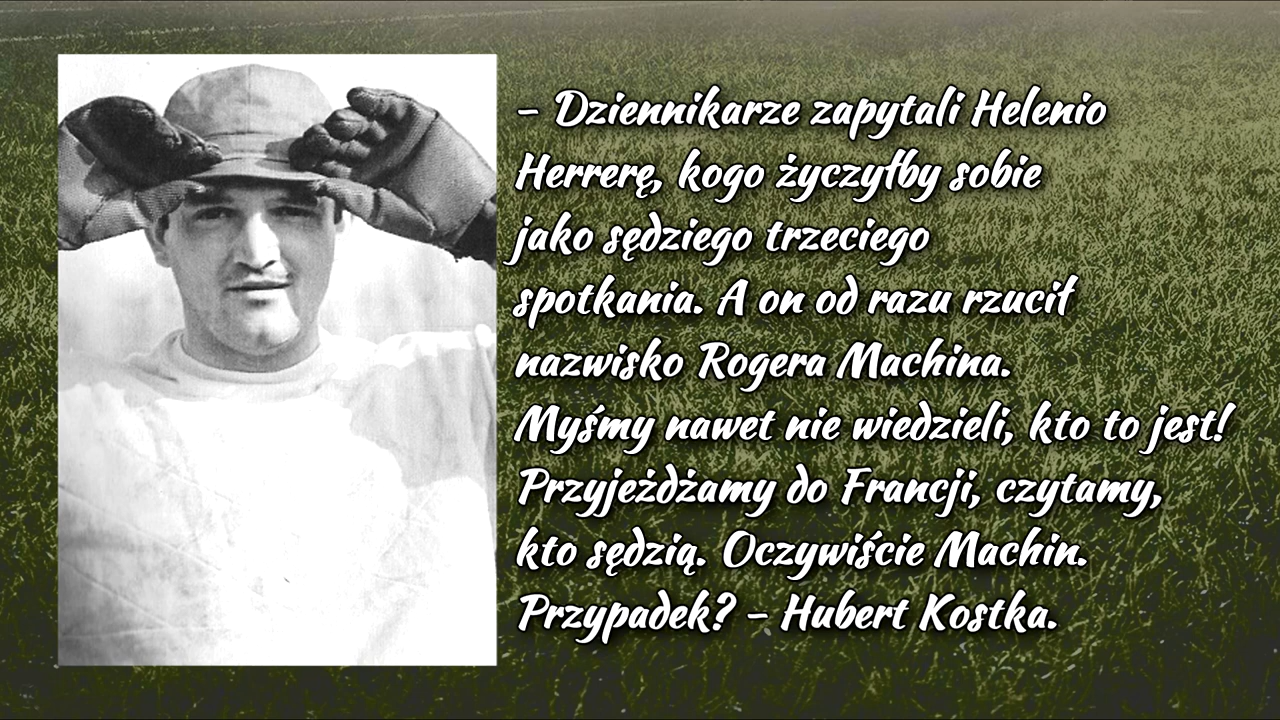 – Dziennikarze zapytali Helenio
Herrerę, kogo życzyłby sobie
jako sędziego trzeciego
spotkania. A on od razu rzucił
nazwisko Rogera Machina.
Myśmy nawet nie wiedzieli, kto to jest!
Przyjeżdżamy do Francji, czytamy,
kto sędzią. Oczywiście Machin.
Przypadek? – Hubert Kostka.